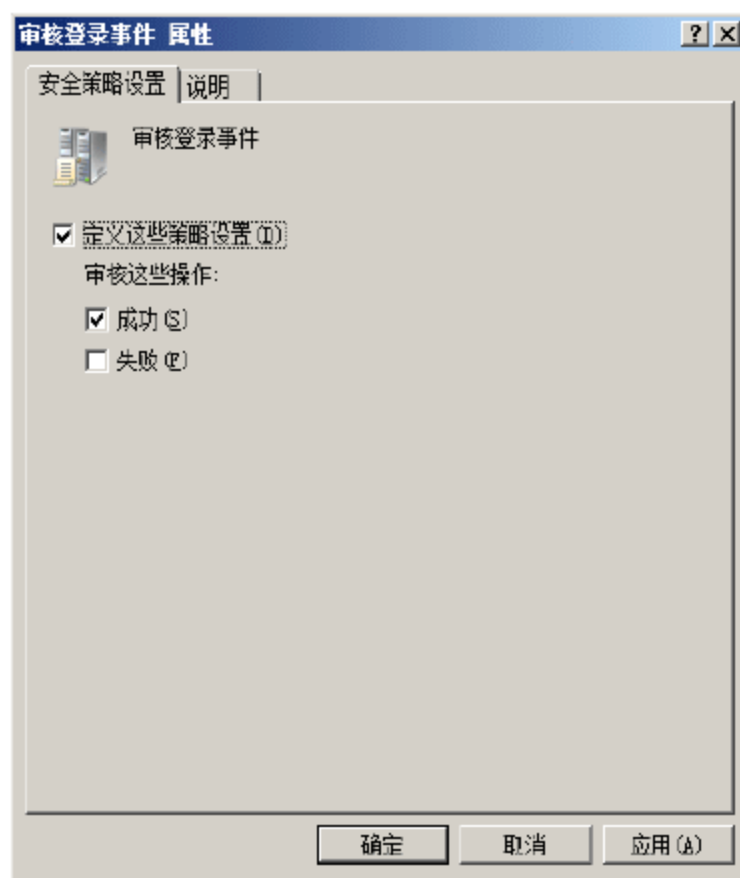 审核登录事件 属性
安全策略设置 说明
审核登录事件
定义这些策略设置(D)
审核这些操作:
成功(S)
失败(F)
确定 取消 应用(A)